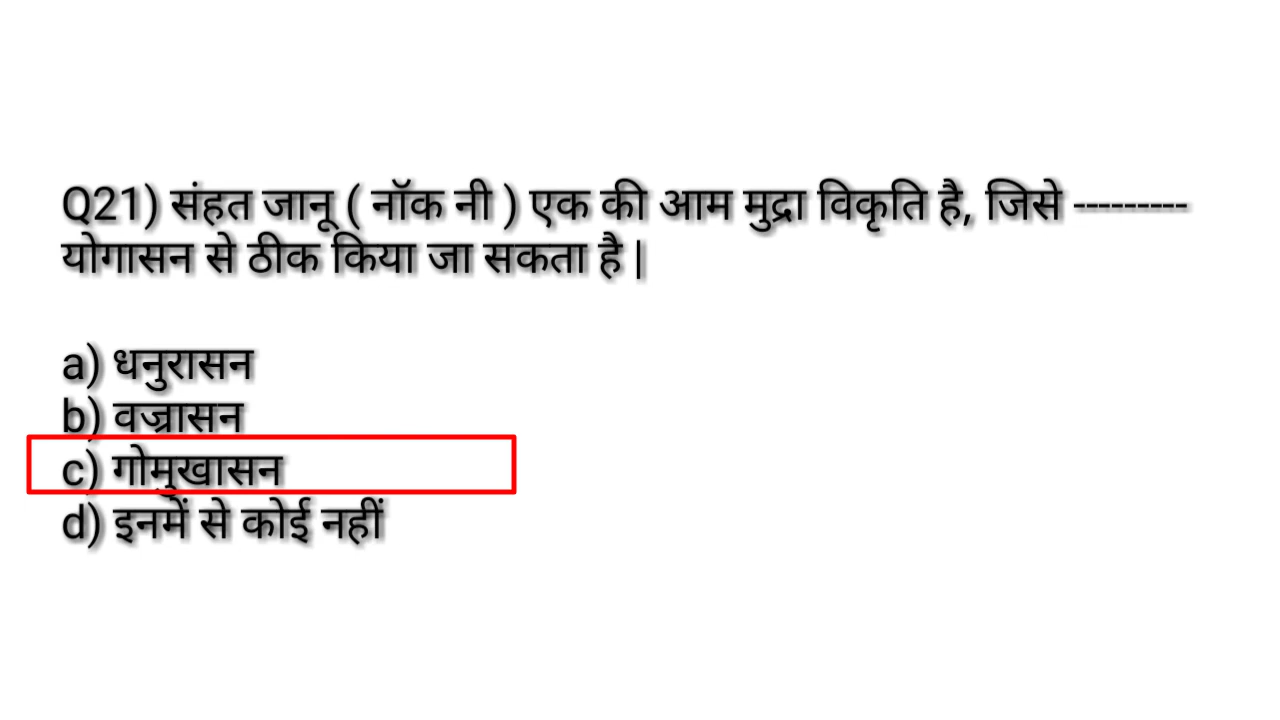 Q21) संहत जानू ( नॉक नी ) एक की आम मुद्रा विकृति है, जिसे ---------
योगासन से ठीक किया जा सकता है |
a) धनुरासन
b) वज्रासन
c) गोमुखासन
d) इनमें से कोई नहीं